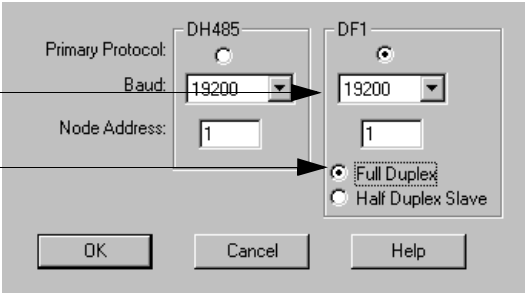 DH485 DF1
Primary Protocol:
Baud: 19200 19200
Node Address: 1 1
Full Duplex
Half Duplex Slave
OK Cancel Help